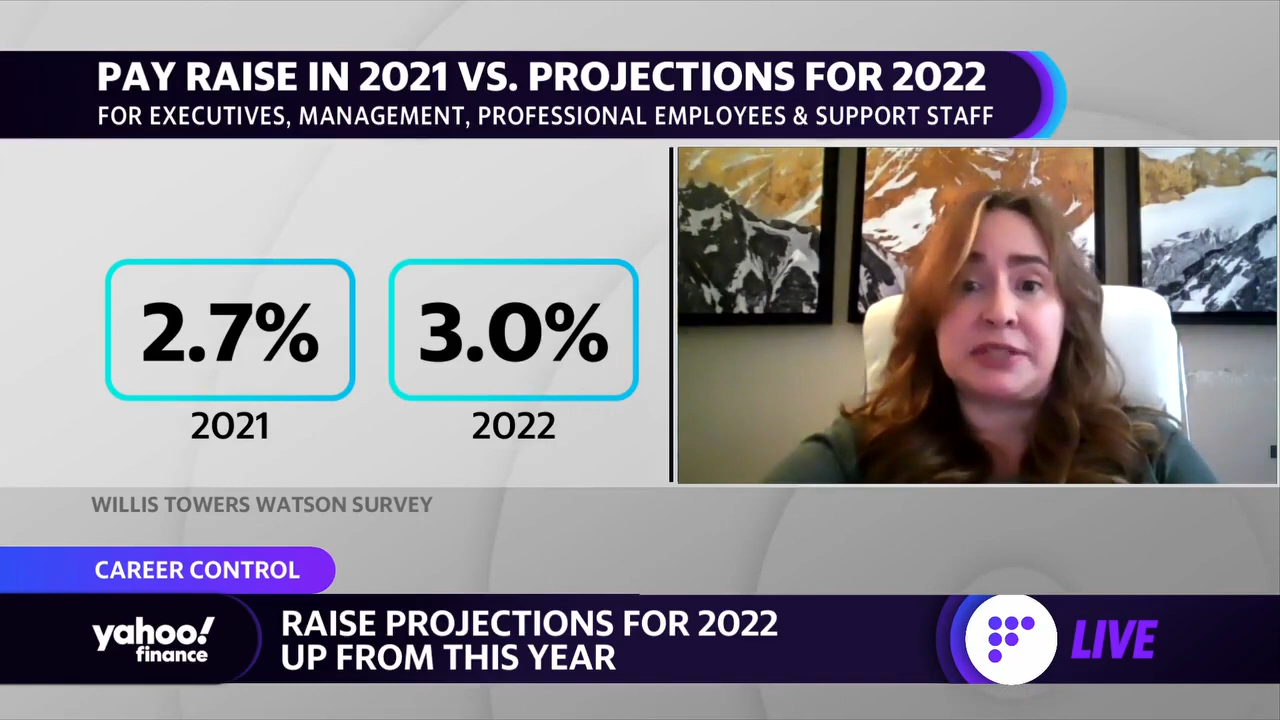 PAY RAISE IN 2021 VS. PROJECTIONS FOR 2022
FOR EXECUTIVES, MANAGEMENT, PROFESSIONAL EMPLOYEES & SUPPORT STAFF
2.7% 3.0%
2021 2022
WILLIS TOWERS WATSON SURVEY
CAREER CONTROL
yahoo!
finance
RAISE PROJECTIONS FOR 2022
UP FROM THIS YEAR
LIVE